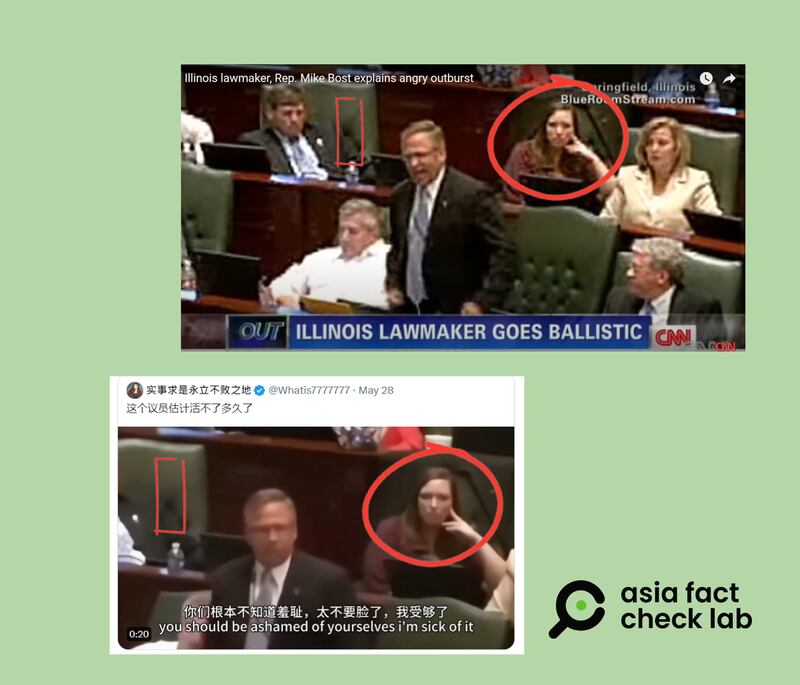 Illinois lawmaker, Rep. Mike Bost explains angry outburst
Springfield, Illinois
BlueRoomStream.com
OUT
ILLINOIS LAWMAKER GOES BALLISTIC
CNN
CNN
实事求是永立不败之地 @Whatis7777777 · May 28
这个议员估计活不了多久了
你们根本不知道羞耻，太不要脸了，我受够了
you should be ashamed of yourselves i'm sick of it
0:20
asia fact
check lab